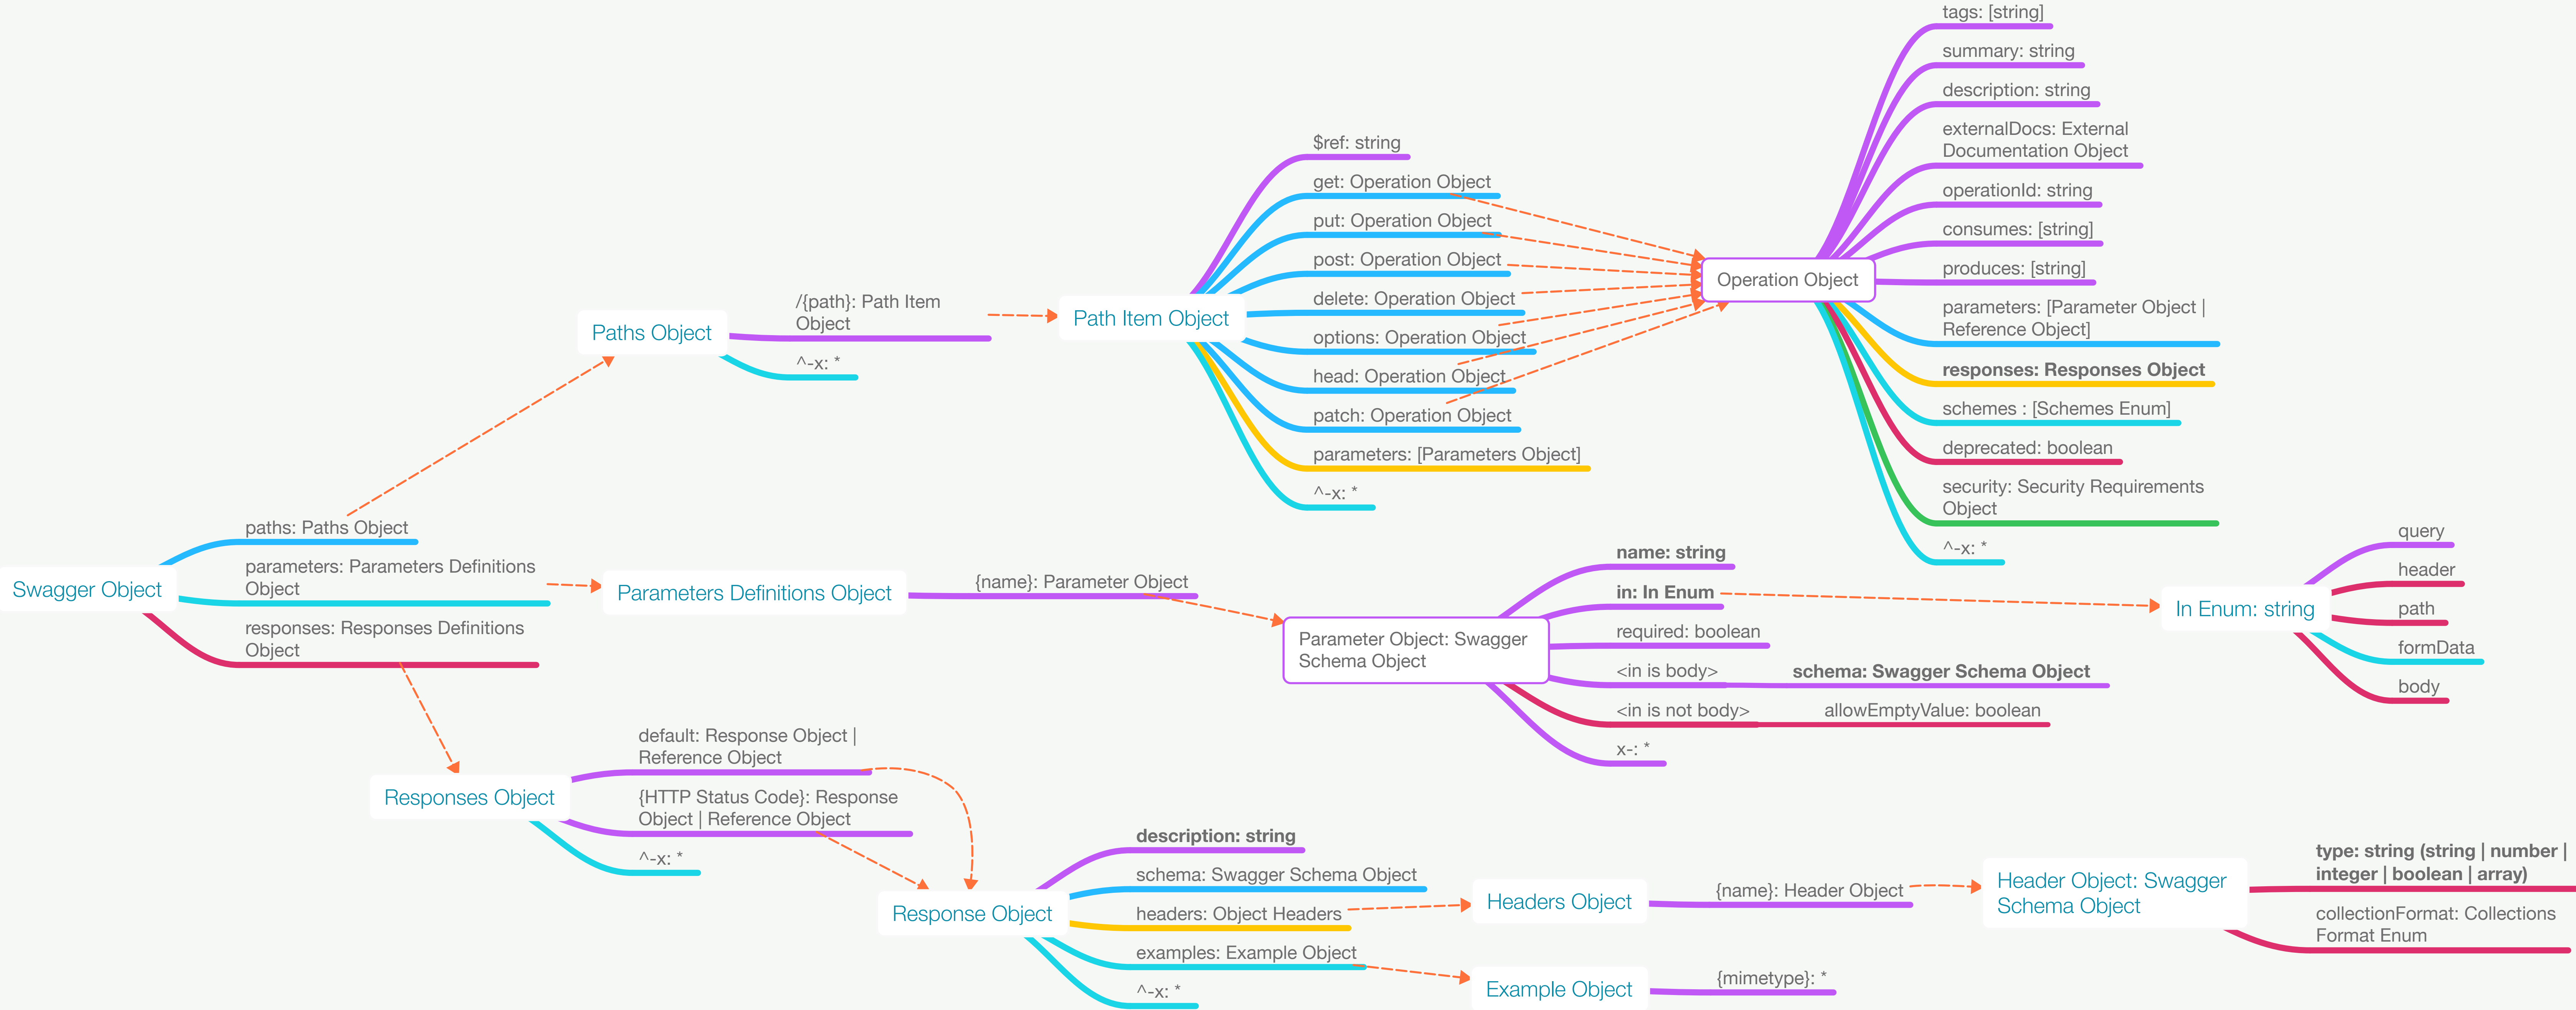 Swagger Object
paths: Paths Object
parameters: Parameters Definitions
Object
responses: Responses Definitions
Object
Paths Object
/{path}: Path Item
Object
^-x: *
Path Item Object
$ref: string
get: Operation Object
put: Operation Object
post: Operation Object
delete: Operation Object
options: Operation Object
head: Operation Object
patch: Operation Object
parameters: [Parameters Object]
^-x: *
Operation Object
tags: [string]
summary: string
description: string
externalDocs: External
Documentation Object
operationId: string
consumes: [string]
produces: [string]
parameters: [Parameter Object |
Reference Object]
responses: Responses Object
schemes : [Schemes Enum]
deprecated: boolean
security: Security Requirements
Object
^-x: *
Parameters Definitions Object
{name}: Parameter Object
Parameter Object: Swagger
Schema Object
name: string
in: In Enum
required: boolean
<in is body>
schema: Swagger Schema Object
<in is not body>
allowEmptyValue: boolean
x-: *
In Enum: string
query
header
path
formData
body
Responses Object
default: Response Object |
Reference Object
{HTTP Status Code}: Response
Object | Reference Object
^-x: *
Response Object
description: string
schema: Swagger Schema Object
headers: Object Headers
examples: Example Object
^-x: *
Headers Object
{name}: Header Object
Header Object: Swagger
Schema Object
type: string (string | number |
integer | boolean | array)
collectionFormat: Collections
Format Enum
Example Object
{mimetype}: *